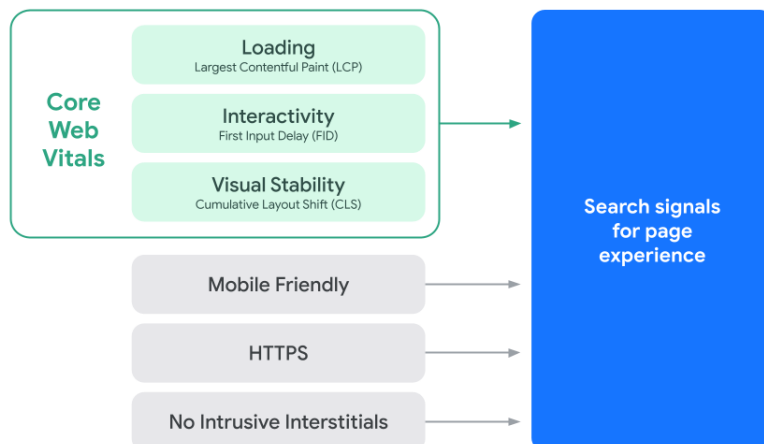 Core
Web
Vitals
Loading
Largest Contentful Paint (LCP)
Interactivity
First Input Delay (FID)
Visual Stability
Cumulative Layout Shift (CLS)
Mobile Friendly
HTTPS
No Intrusive Interstitials
Search signals
for page
experience